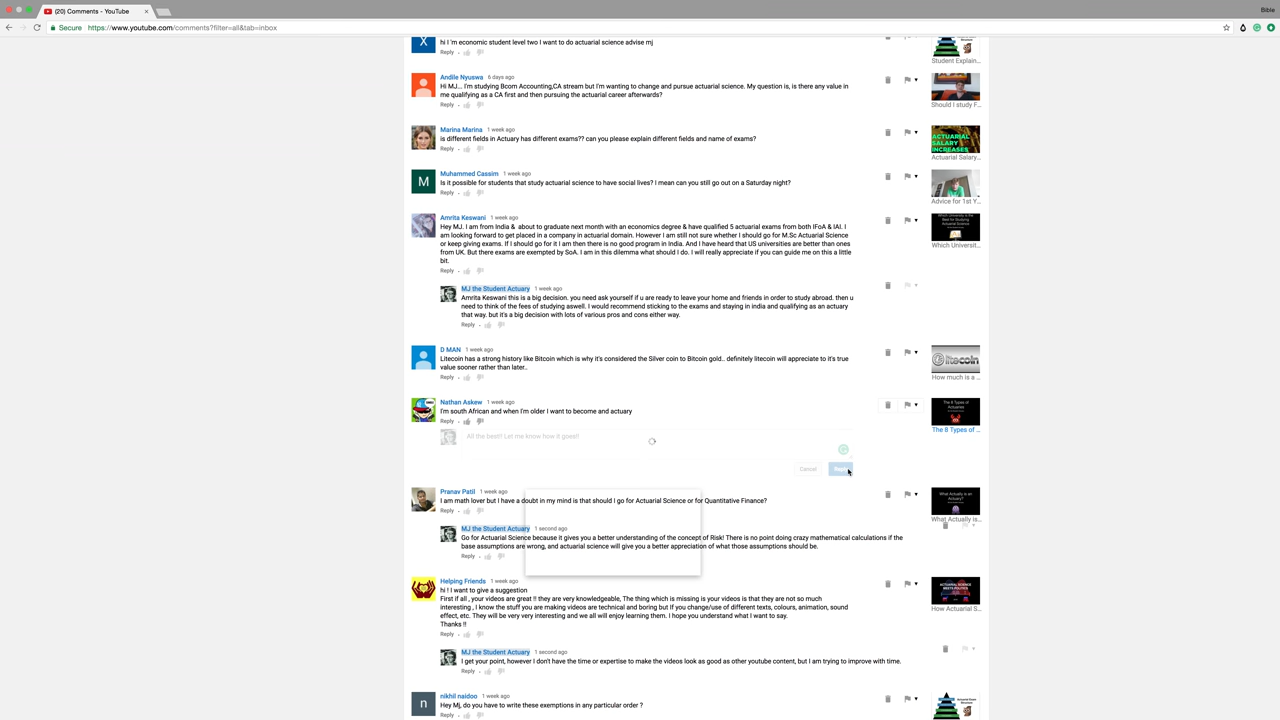 (20) Comments - YouTube
Bible
Secure https://www.youtube.com/comments?filter=all&tab=inbox
X
hi I 'm economic student level two I want to do actuarial science advise mj
Reply
Student Explain...
Andile Nyuswa 6 days ago
Hi MJ... I'm studying Bcom Accounting,CA stream but I'm wanting to change and pursue actuarial science. My question is, is there any value in
me qualifying as a CA first and then pursuing the actuarial career afterwards?
Reply
Should I study F...
Marina Marina 1 week ago
is different fields in Actuary has different exams?? can you please explain different fields and name of exams?
Reply
ACTUARIAL
SALARY
INCREASES
Actuarial Salary...
M
Muhammed Cassim 1 week ago
Is it possible for students that study actuarial science to have social lives? I mean can you still go out on a Saturday night?
Reply
Advice for 1st Y...
Amrita Keswani 1 week ago
Hey MJ. I am from India & about to graduate next month with an economics degree & have qualified 5 actuarial exams from both IFoA & IAI. I
am looking forward to get placed in a company in actuarial domain. However I am still not sure whether I should go for M.Sc Actuarial Science
or keep giving exams. If I should go for it I am then there is no good program in India. And I have heard that US universities are better than ones
from UK. But there exams are exempted by SoA. I am in this dilemma what should I do. I will really appreciate if you can guide me on this a little
bit.
Reply
Which Universit...
MJ the Student Actuary 1 week ago
Amrita Keswani this is a big decision. you need ask yourself if u are ready to leave your home and friends in order to study abroad. then u
need to think of the fees of studying aswell. I would recommend sticking to the exams and staying in india and qualifying as an actuary
that way. but it's a big decision with lots of various pros and cons either way.
Reply
D MAN 1 week ago
Litecoin has a strong history like Bitcoin which is why it's considered the Silver coin to Bitcoin gold.. definitely litecoin will appreciate to it's true
value sooner rather than later..
Reply
litecoin
How much is a ...
Nathan Askew 1 week ago
I'm south African and when I'm older I want to become and actuary
Reply
The 8 Types of
Actuaries
The 8 Types of ...
All the best!! Let me know how it goes!!
Cancel
Reply
Pranav Patil 1 week ago
I am math lover but I have a doubt in my mind is that should I go for Actuarial Science or for Quantitative Finance?
Reply
What Actually is an
Actuary?
What Actually is...
MJ the Student Actuary 1 second ago
Go for Actuarial Science because it gives you a better understanding of the concept of Risk! There is no point doing crazy mathematical calculations if the
base assumptions are wrong, and actuarial science will give you a better appreciation of what those assumptions should be.
Reply
Helping Friends 1 week ago
hi ! I want to give a suggestion
First if all , your videos are great !! they are very knowledgeable, The thing which is missing is your videos is that they are not so much
interesting , I know the stuff you are making videos are technical and boring but if you change/use of different texts, colours, animation, sound
effect, etc. They will be very very interesting and we all will enjoy learning them. I hope you understand what I want to say.
Thanks !!
Reply
How Actuarial S...
MJ the Student Actuary 1 second ago
I get your point, however I don't have the time or expertise to make the videos look as good as other youtube content, but I am trying to improve with time.
Reply
n
nikhil naidoo 1 week ago
Hey Mj, do you have to write these exemptions in any particular order ?
Reply